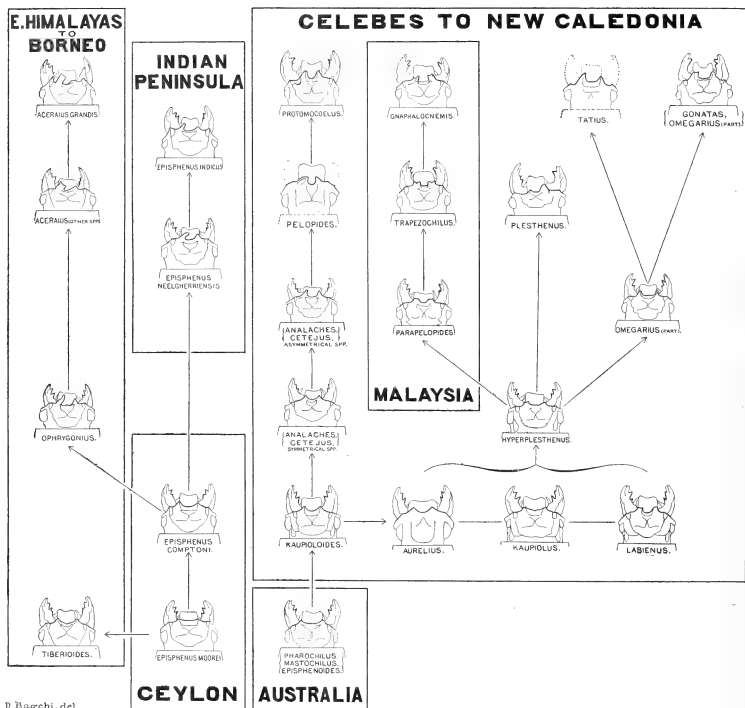 E.HIMALAYAS
TO
BORNEO
ACERAIUS GRANDIS.
ACERAIUS (OTHER SPP)
OPHRYGONIUS.
TIBERIOIDES.
INDIAN
PENINSULA
EPISPHENUS INDICUS
EPISPHENUS
NEELGHERRIENSIS
EPISPHENUS
COMPTONI.
EPISPHENUS MOOREI
CEYLON
CELEBES TO NEW CALEDONIA
PROTOMOCOELUS.
PELOPIDES.
(ANALACHES,)
CETEJUS.
ASYMMETRICAL SPP.
(ANALACHES,)
CETEJUS.
SYMMETRICAL SPP.
KAUPIOLOIDES.
GNAPHALOCNEMIS.
TRAPEZOCHILUS.
PARAPELOPIDES
MALAYSIA
TATIUS.
GONATAS,
OMEGARIUS (PART)
PLESTHENUS.
OMEGARIUS (PART).
HYPERPLESTHENUS.
AURELIUS.
KAUPIOLUS.
LABIENUS.
PHAROCHILUS.
MASTOCHILUS.
EPISPHENOIDES.
AUSTRALIA
D. Bagchi, del.